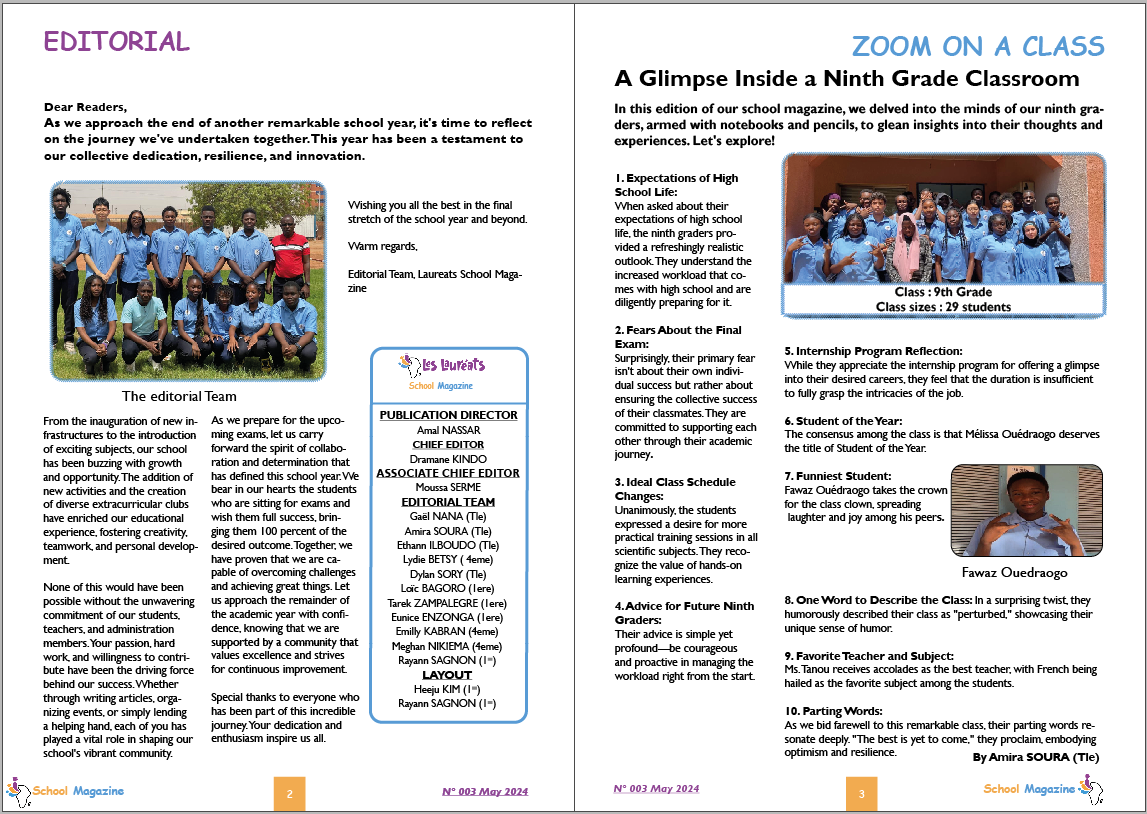 EDITORIAL
Dear Readers,
As we approach the end of another remarkable school year, it's time to reflect
on the journey we've undertaken together. This year has been a testament to
our collective dedication, resilience, and innovation.
Wishing you all the best in the final
stretch of the school year and beyond.
Warm regards,
Editorial Team, Laureats School Maga-
zine
The editorial Team
From the inauguration of new in-
frastructures to the introduction
of exciting subjects, our school
has been buzzing with growth
and opportunity. The addition of
new activities and the creation
of diverse extracurricular clubs
have enriched our educational
experience, fostering creativity,
teamwork, and personal develop-
ment.
None of this would have been
possible without the unwavering
commitment of our students,
teachers, and administration
members. Your passion, hard
work, and willingness to contri-
bute have been the driving force
behind our success. Whether
through writing articles, orga-
nizing events, or simply lending
a helping hand, each of you has
played a vital role in shaping our
school's vibrant community.
As we prepare for the upco-
ming exams, let us carry
forward the spirit of collabo-
ration and determination that
has defined this school year. We
bear in our hearts the students
who are sitting for exams and
wish them full success, brin-
ging them 100 percent of the
desired outcome. Together, we
have proven that we are ca-
pable of overcoming challenges
and achieving great things. Let
us approach the remainder of
the academic year with confi-
dence, knowing that we are
supported by a community that
values excellence and strives
for continuous improvement.
Special thanks to everyone who
has been part of this incredible
journey. Your dedication and
enthusiasm inspire us all.
Les Lauréats
School Magazine
PUBLICATION DIRECTOR
Amal NASSAR
CHIEF EDITOR
Dramane KINDO
ASSOCIATE CHIEF EDITOR
Moussa SERME
EDITORIAL TEAM
Gaël NANA (Tle)
Amira SOURA (Tle)
Ethann ILBOUDO (Tle)
Lydie BETSY ( 4eme)
Dylan SORY (Tle)
Loïc BAGORO (1ere)
Tarek ZAMPALEGRE (1ere)
Eunice ENZONGA (1ere)
Emilly KABRAN (4eme)
Meghan NIKIEMA (4eme)
Rayann SAGNON (1re)
LAYOUT
Heeju KIM (1re)
Rayann SAGNON (1re)
School Magazine
2
N° 003 May 2024
ZOOM ON A CLASS
A Glimpse Inside a Ninth Grade Classroom
In this edition of our school magazine, we delved into the minds of our ninth gra-
ders, armed with notebooks and pencils, to glean insights into their thoughts and
experiences. Let's explore!
1. Expectations of High
School Life:
When asked about their
expectations of high school
life, the ninth graders pro-
vided a refreshingly realistic
outlook. They understand the
increased workload that co-
mes with high school and are
diligently preparing for it.
2. Fears About the Final
Exam:
Surprisingly, their primary fear
isn't about their own indivi-
dual success but rather about
ensuring the collective success
of their classmates. They are
committed to supporting each
other through their academic
journey.
3. Ideal Class Schedule
Changes:
Unanimously, the students
expressed a desire for more
practical training sessions in all
scientific subjects. They reco-
gnize the value of hands-on
learning experiences.
4. Advice for Future Ninth
Graders:
Their advice is simple yet
profound—be courageous
and proactive in managing the
workload right from the start.
Class : 9th Grade
Class sizes : 29 students
5. Internship Program Reflection:
While they appreciate the internship program for offering a glimpse
into their desired careers, they feel that the duration is insufficient
to fully grasp the intricacies of the job.
6. Student of the Year:
The consensus among the class is that Mélissa Ouédraogo deserves
the title of Student of the Year.
7. Funniest Student:
Fawaz Ouédraogo takes the crown
for the class clown, spreading
laughter and joy among his peers.
Fawaz Ouedraogo
8. One Word to Describe the Class: In a surprising twist, they
humorously described their class as "perturbed," showcasing their
unique sense of humor.
9. Favorite Teacher and Subject:
Ms. Tanou receives accolades as the best teacher, with French being
hailed as the favorite subject among the students.
10. Parting Words:
As we bid farewell to this remarkable class, their parting words re-
sonate deeply. "The best is yet to come," they proclaim, embodying
optimism and resilience.
By Amira SOURA (Tle)
N° 003 May 2024
3
School Magazine